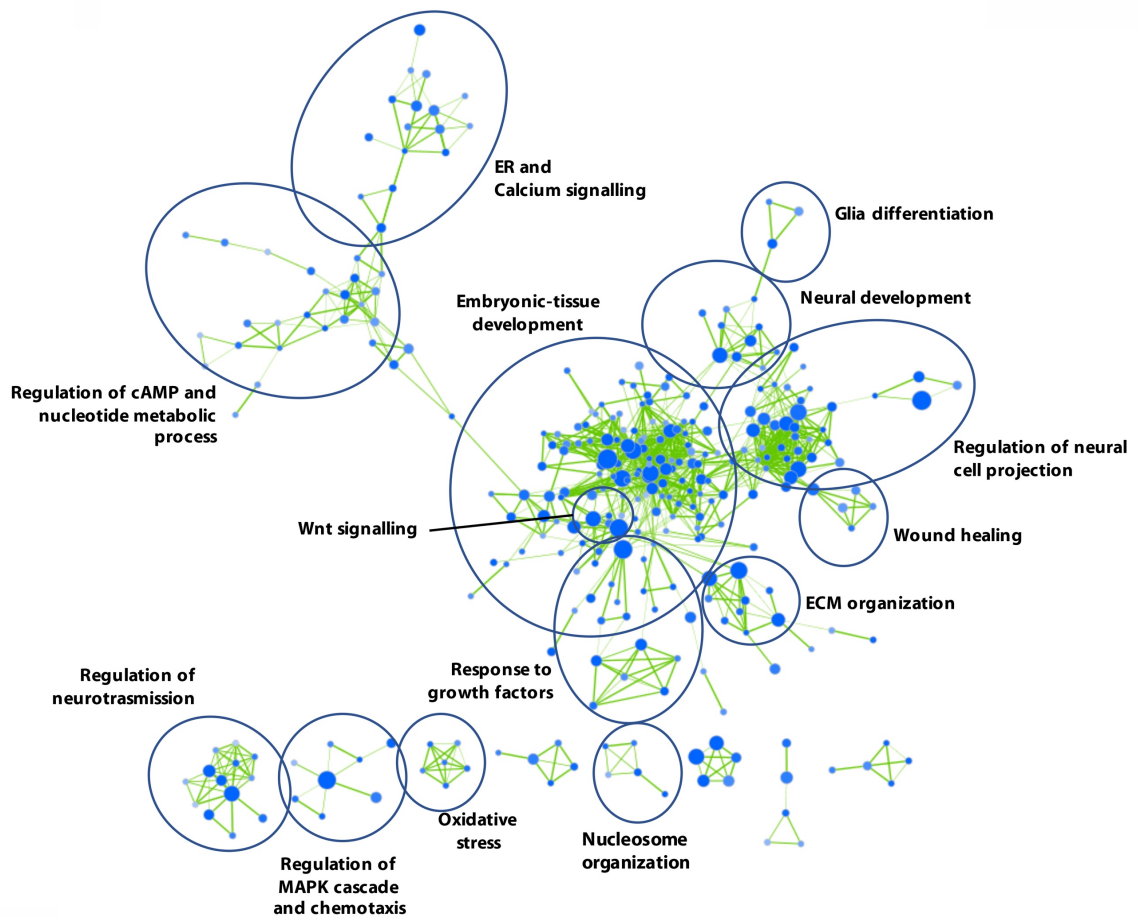 ER and
Calcium signalling
Glia differentiation
Neural development
Embryonic-tissue
development
Regulation of cAMP and
nucleotide metabolic
process
Regulation of neural
cell projection
Wnt signalling
Wound healing
ECM organization
Response to
growth factors
Regulation of
neurotrasmission
Oxidative
stress
Nucleosome
organization
Regulation of
MAPK cascade
and chemotaxis